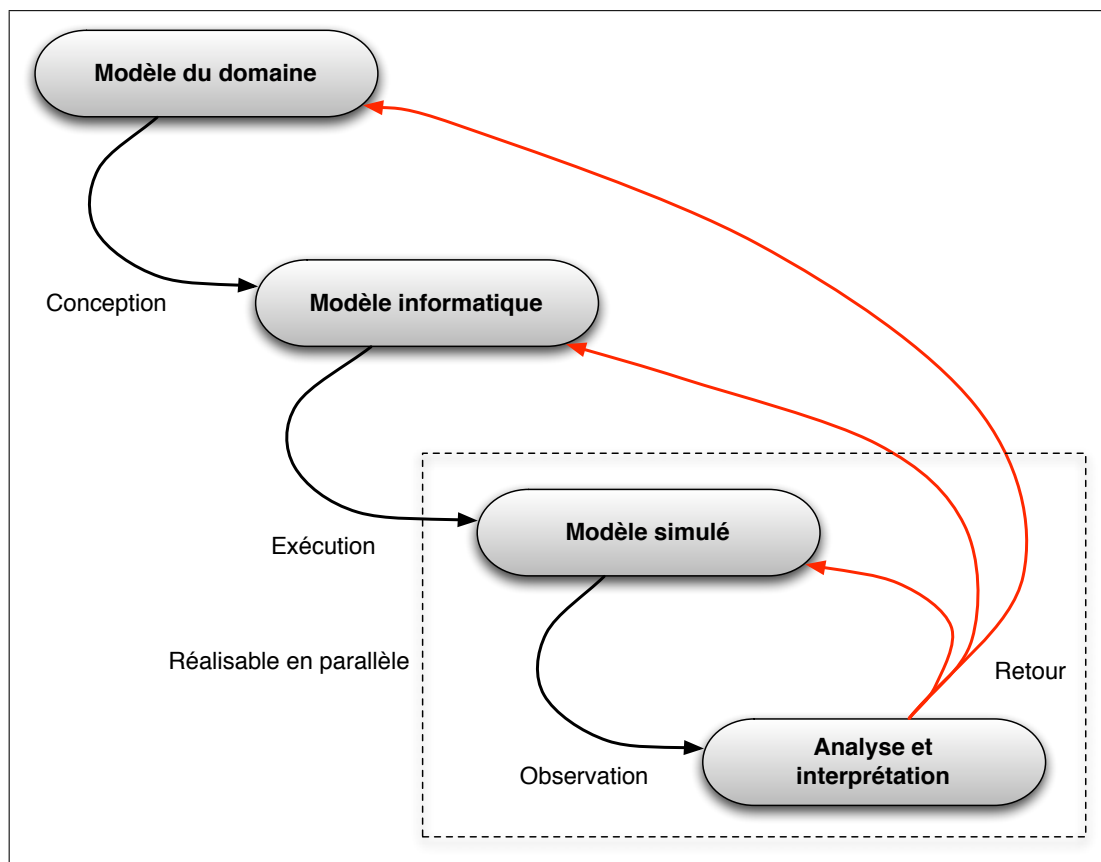 Modèle du domaine
Conception
Modèle informatique
Exécution
Modèle simulé
Réalisable en parallèle
Retour
Observation
Analyse et
interprétation